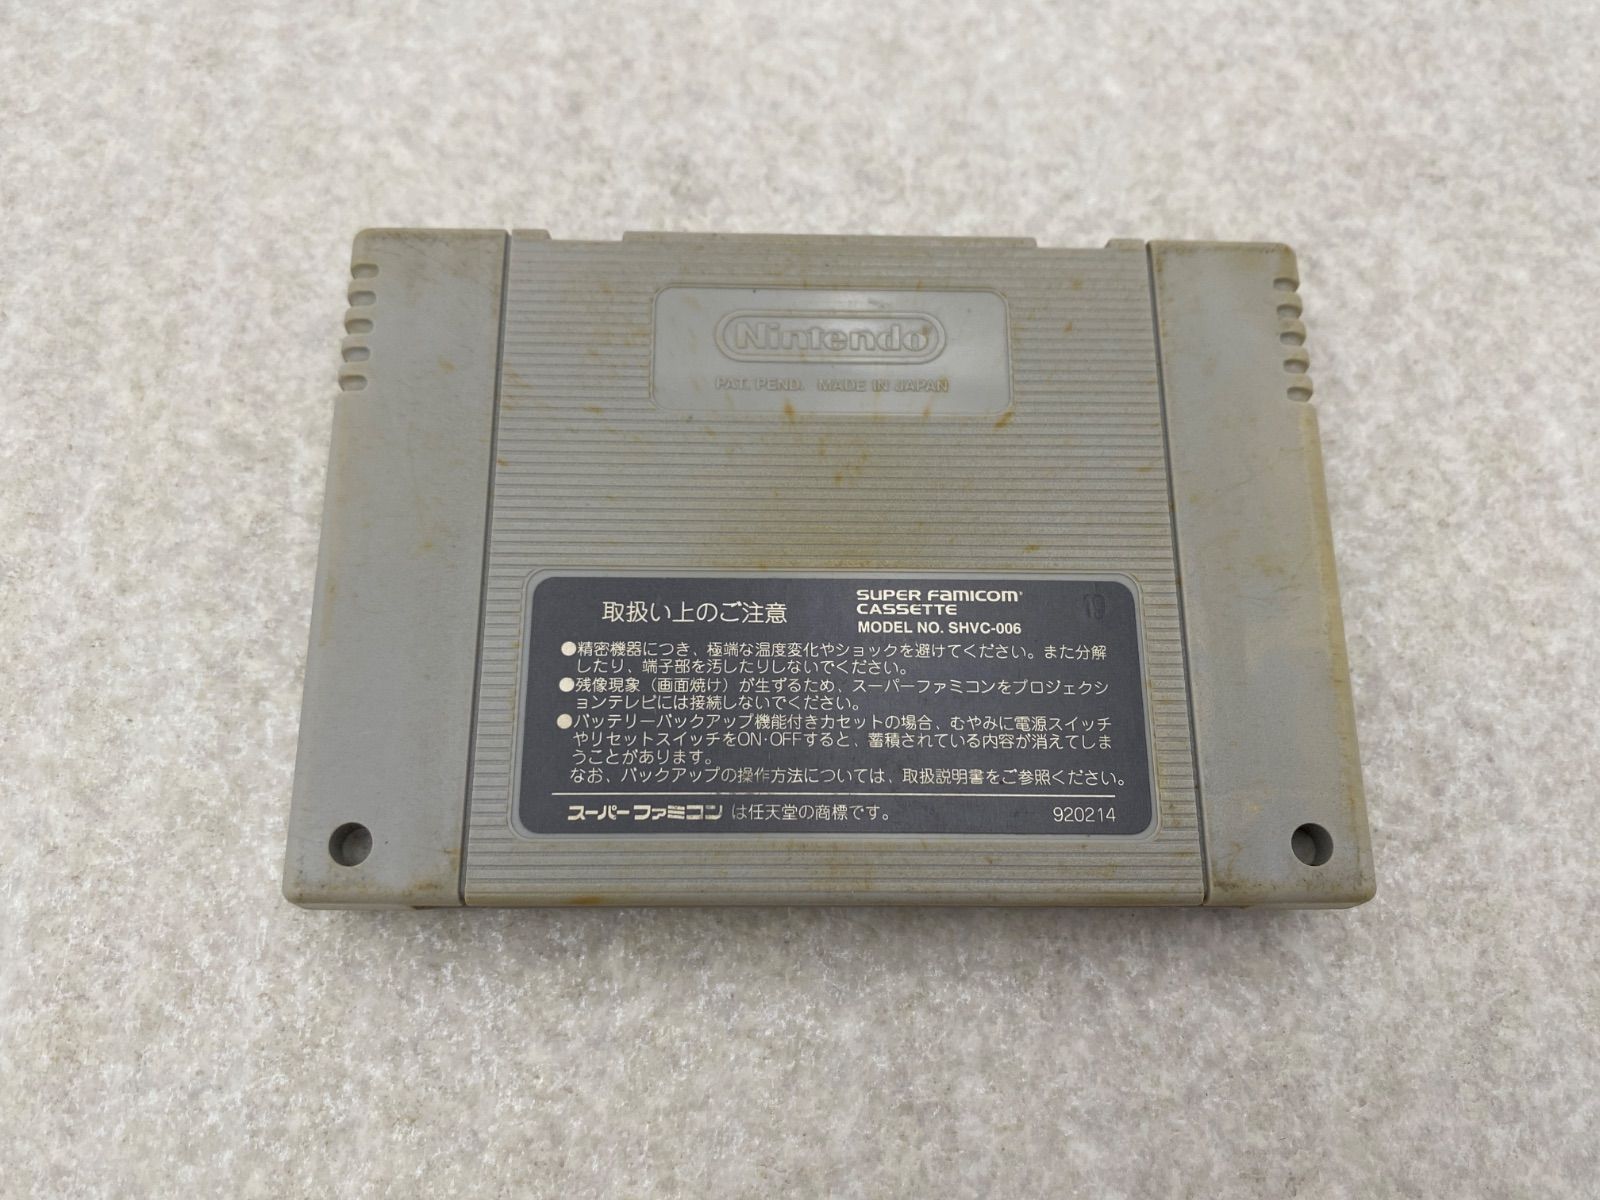 Nintendo
PAT. PEND. MADE IN JAPAN
取扱い上のご注意
SUPER FAMICOM
CASSETTE
MODEL NO. SHVC-006
19
●精密機器につき、極端な温度変化やショックを避けてください。また分解
したり、端子部を汚したりしないでください。
●残像現象（画面焼け）が生ずるため、スーパーファミコンをプロジェクシ
ョンテレビには接続しないでください。
●バッテリーバックアップ機能付きカセットの場合、むやみに電源スイッチ
やリセットスイッチをON·OFFすると、蓄積されている内容が消えてしま
うことがあります。
なお、バックアップの操作方法については、取扱説明書をご参照ください。
スーパーファミコン は任天堂の商標です。
920214